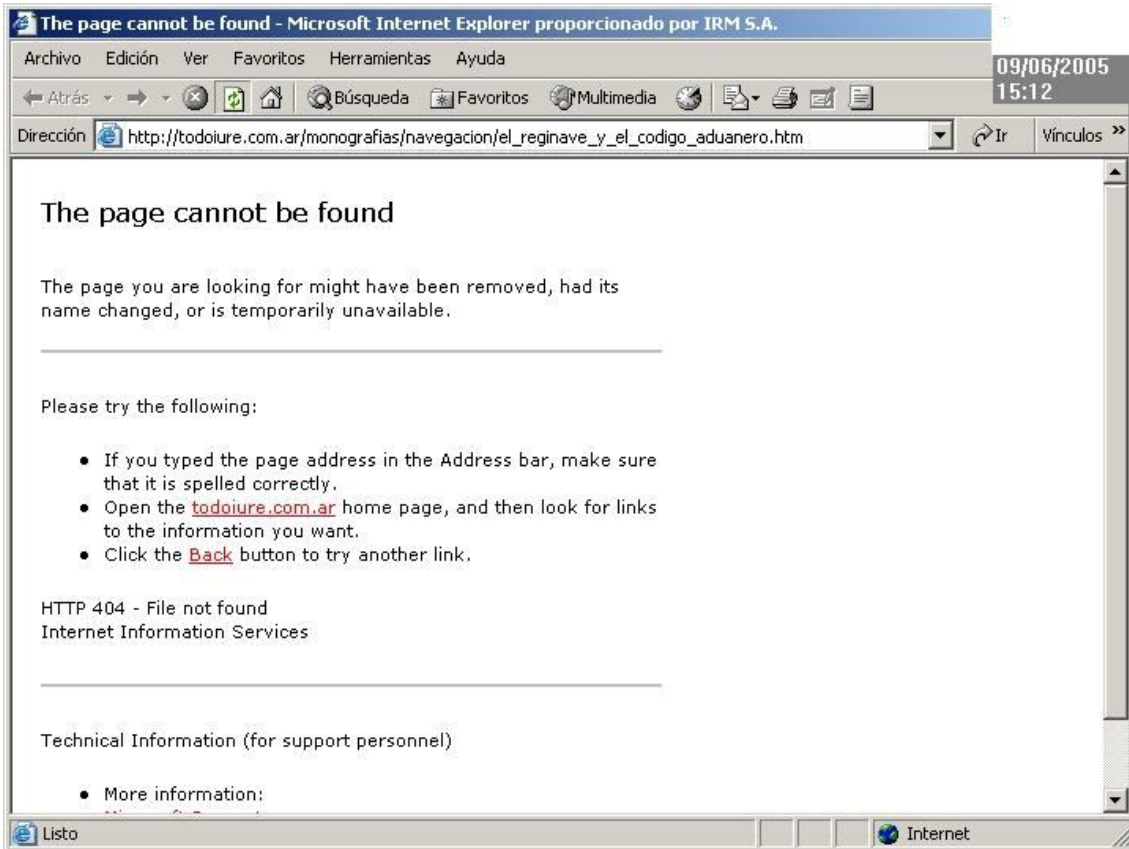 The page cannot be found - Microsoft Internet Explorer proporcionado por IRM S.A.
Archivo Edición Ver Favoritos Herramientas Ayuda
09/06/2005
15:12
Atrás Búsqueda Favoritos Multimedia
Dirección http://todoiure.com.ar/monografias/navegacion/el_reginave_y_el_codigo_aduanero.htm Ir Vínculos »
The page cannot be found
The page you are looking for might have been removed, had its
name changed, or is temporarily unavailable.
Please try the following:
• If you typed the page address in the Address bar, make sure
that it is spelled correctly.
• Open the todoiure.com.ar home page, and then look for links
to the information you want.
• Click the Back button to try another link.
HTTP 404 - File not found
Internet Information Services
Technical Information (for support personnel)
• More information:
Listo Internet